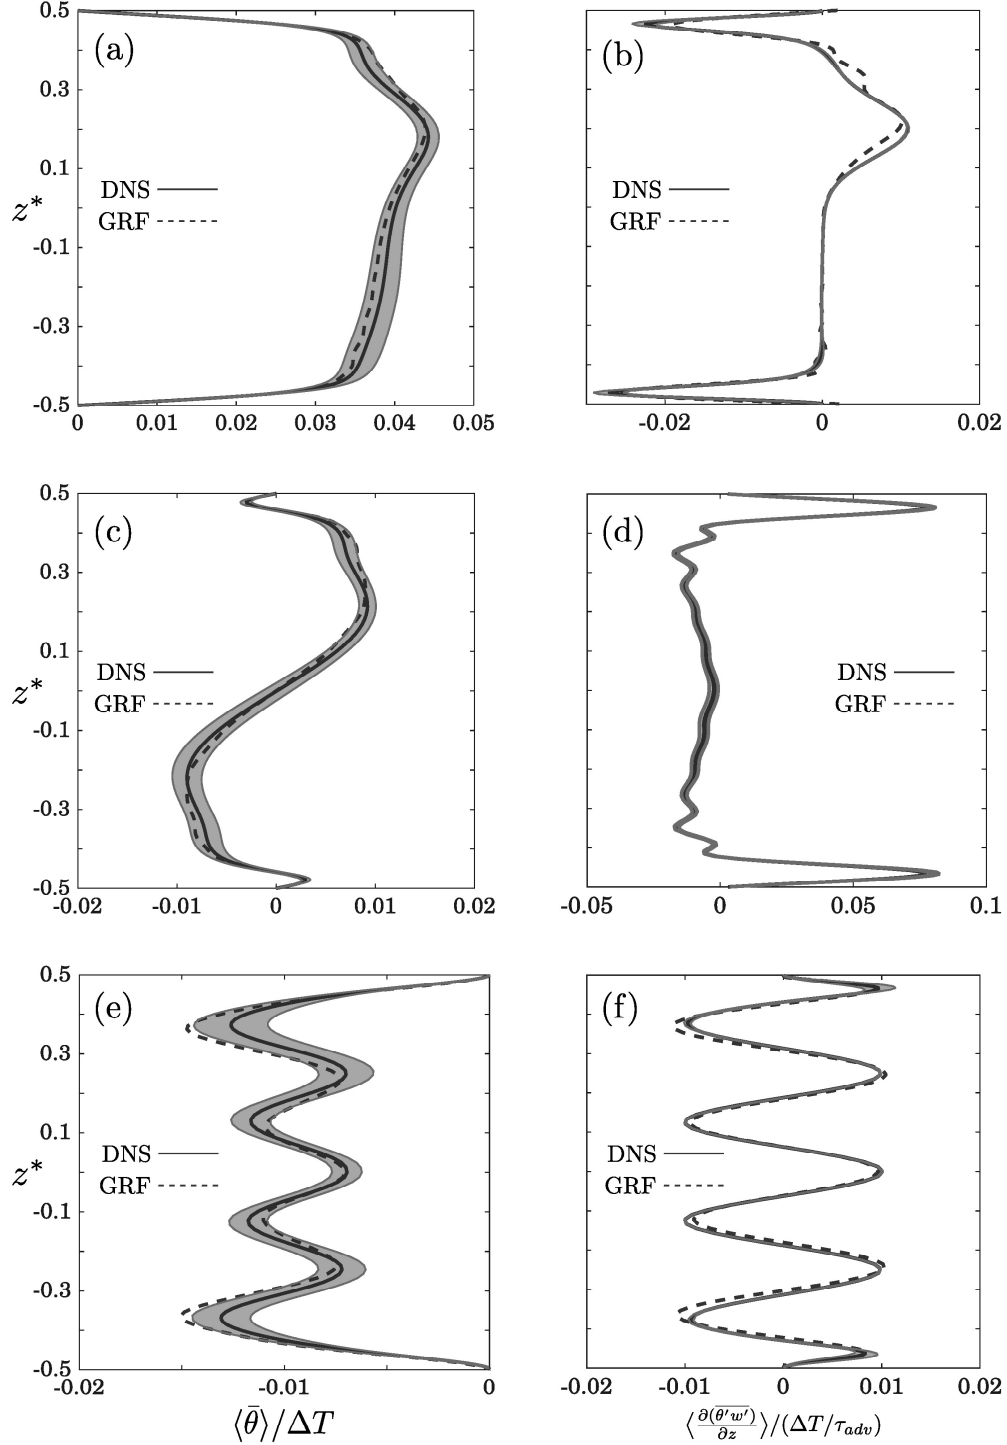 (a)
0.5
0.3
0.1
-0.1
-0.3
-0.5
z*
DNS
GRF
0 0.01 0.02 0.03 0.04 0.05
(b)
DNS
GRF
-0.02 0 0.02
(c)
0.5
0.3
0.1
-0.1
-0.3
-0.5
z*
DNS
GRF
-0.02 -0.01 0 0.01 0.02
(d)
DNS
GRF
-0.05 0 0.05 0.1
(e)
0.5
0.3
0.1
-0.1
-0.3
-0.5
z*
DNS
GRF
-0.02 -0.01 0
⟨θ̄⟩/ΔT
(f)
DNS
GRF
-0.02 -0.01 0 0.01 0.02
⟨∂(θ′w′)‾/∂z⟩/(ΔT/τ_adv)